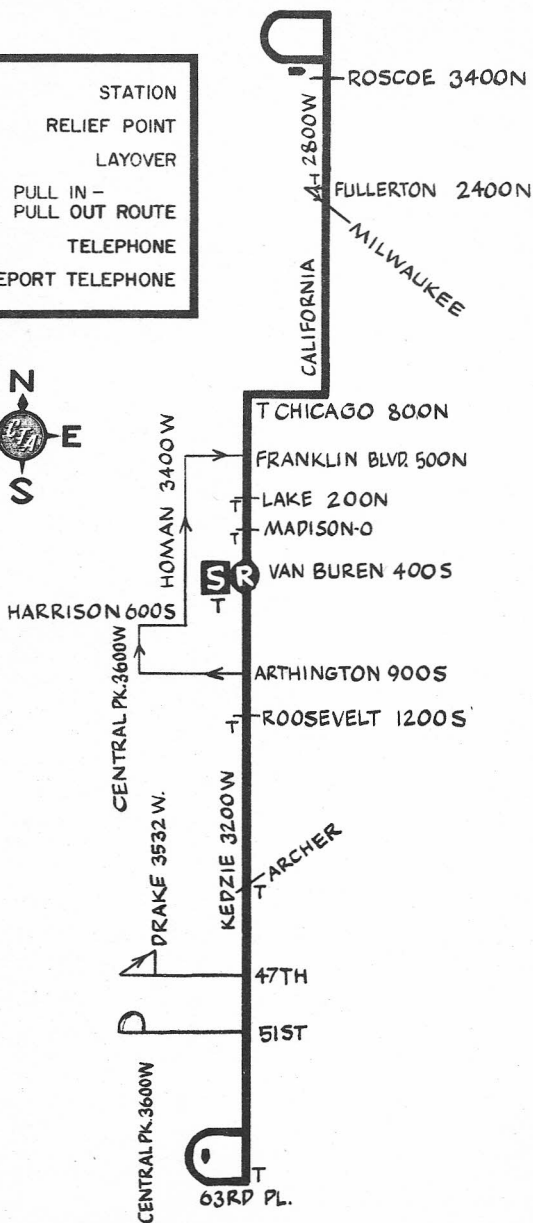 STATION
RELIEF POINT
LAYOVER
PULL IN –
PULL OUT ROUTE
TELEPHONE
EPORT TELEPHONE
N
E
S
CTA
ROSCOE 3400N
2800W
T
FULLERTON 2400N
MILWAUKEE
CALIFORNIA
T CHICAGO 800N
HOMAN 3400W
FRANKLIN BLVD. 500N
T LAKE 200N
T MADISON-O
S R VAN BUREN 400S
T
HARRISON 600S
CENTRAL PK. 3600W
ARTHINGTON 900S
T ROOSEVELT 1200S
DRAKE 3532 W.
KEDZIE 3200W
ARCHER
T
47TH
51ST
CENTRAL PK. 3600W
T
63RD PL.